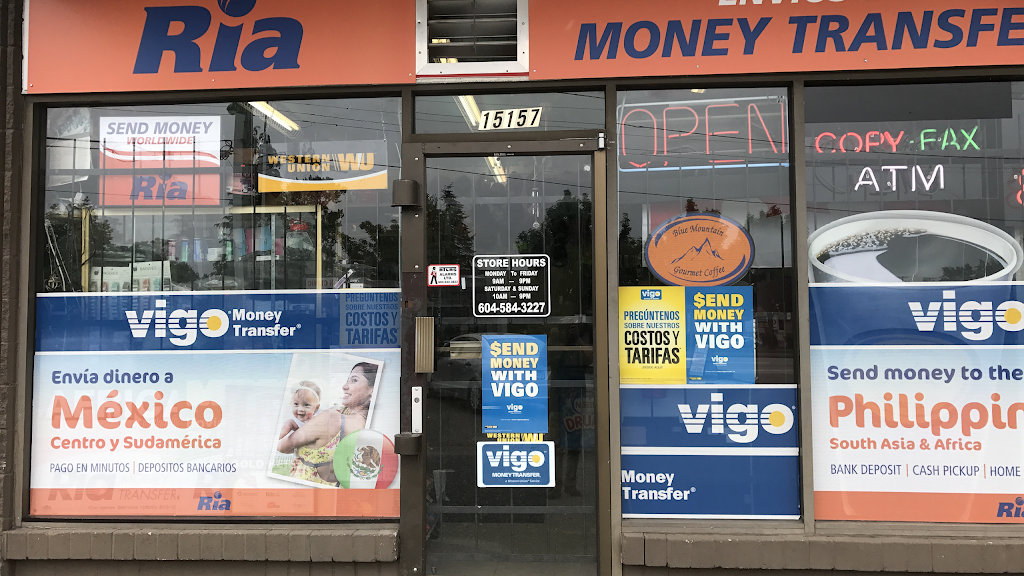 Ria
MONEY TRANSFE
SEND MONEY
WORLDWIDE
Ria
WESTERN
UNION WU
15157
OPEN
COPY·FAX
ATM
Blue Mountain
Gourmet Coffee
STORE HOURS
MONDAY To FRIDAY
9AM — 9PM
SATURDAY & SUNDAY
10AM — 9PM
604-584-3227
vigo Money
Transfer®
PREGÚNTENOS
SOBRE NUESTROS
COSTOS Y
TARIFAS
Envía dinero a
México
Centro y Sudamérica
PAGO EN MINUTOS | DEPÓSITOS BANCARIOS
Ria
$END
MONEY
WITH
VIGO
vigo
WESTERN UNION WU
vigo
MONEY TRANSFER
vigo
PREGÚNTENOS
SOBRE NUESTROS
COSTOS Y
TARIFAS
$END
MONEY
WITH
VIGO
vigo
vigo
Money
Transfer®
vigo
Send money to the
Philippin
South Asia & Africa
BANK DEPOSIT | CASH PICKUP | HOME
Ria